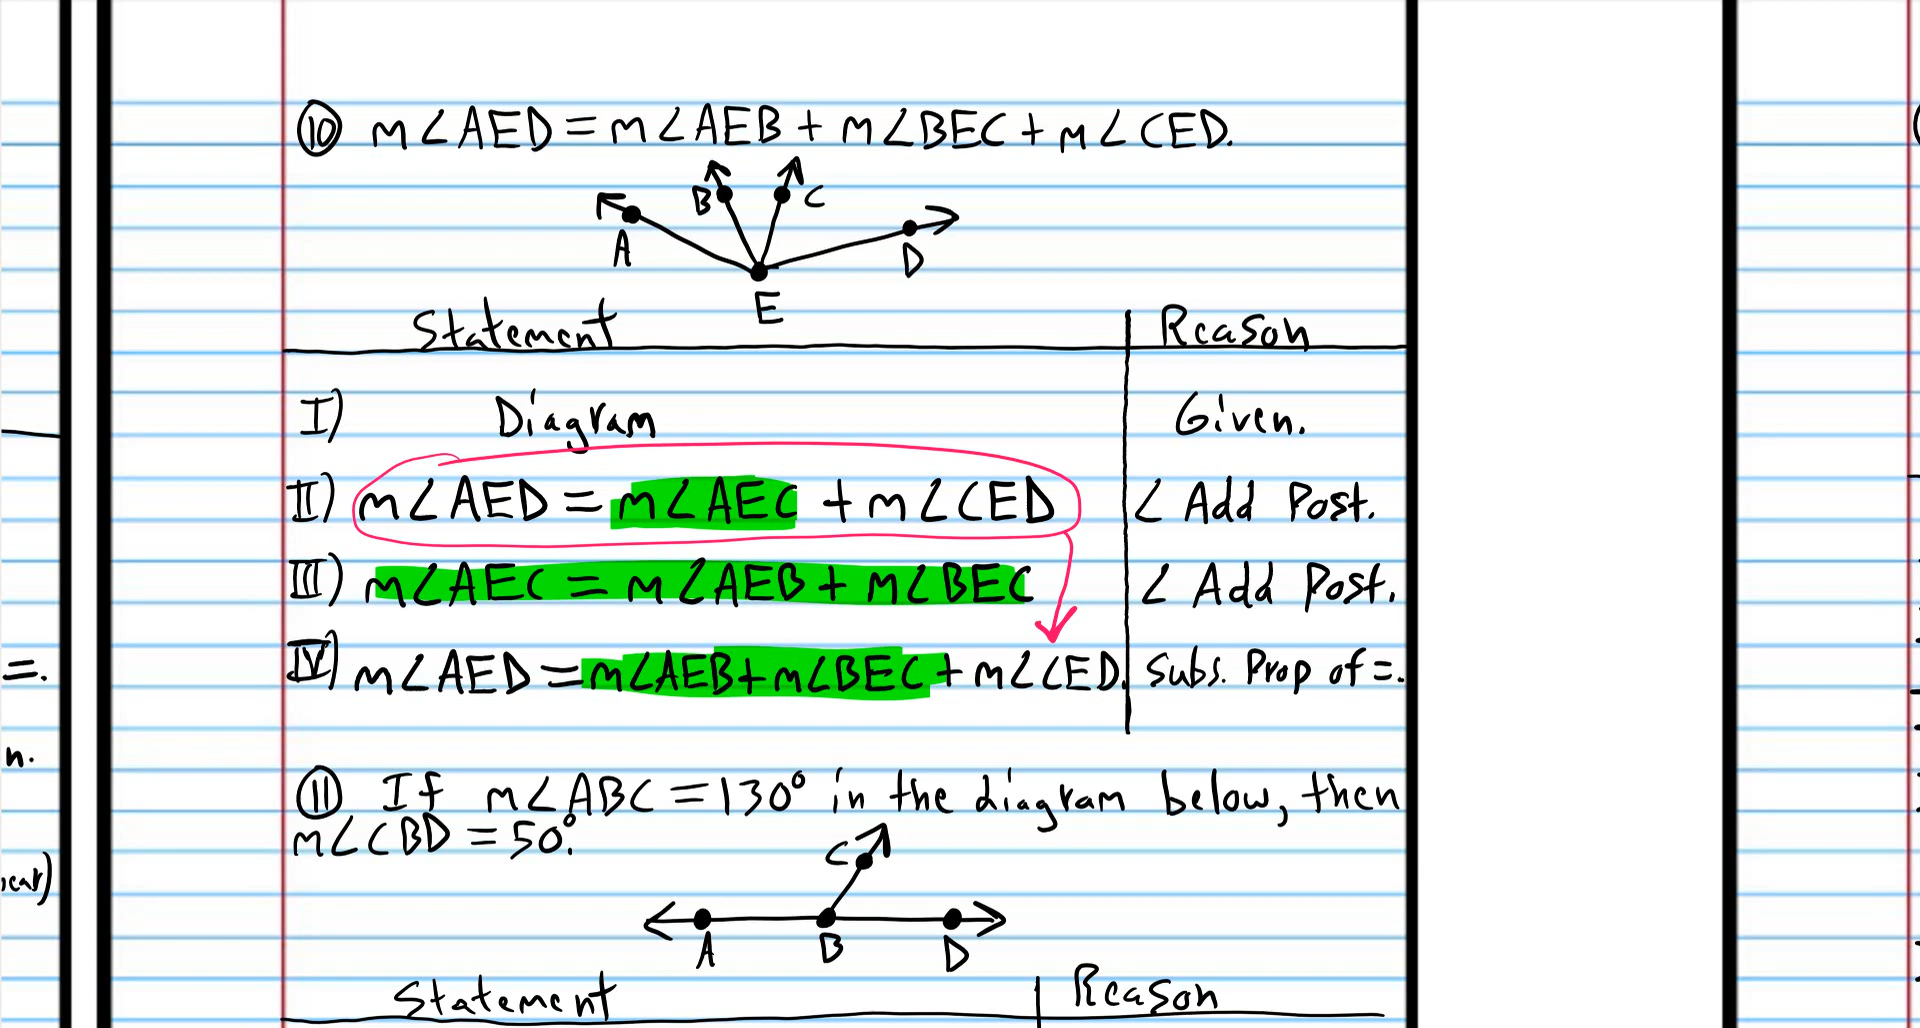 ⑩ m∠AED = m∠AEB + m∠BEC + m∠CED.
B C
A D
E
Statement Reason
I) Diagram Given.
II) m∠AED = m∠AEC + m∠CED ∠ Add Post.
III) m∠AEC = m∠AEB + m∠BEC ∠ Add Post.
IV) m∠AED = m∠AEB + m∠BEC + m∠CED. Subs. Prop of =.
=.
n.
⑪ If m∠ABC = 130° in the diagram below, then
m∠CBD = 50°.
C
A B D
Statement Reason